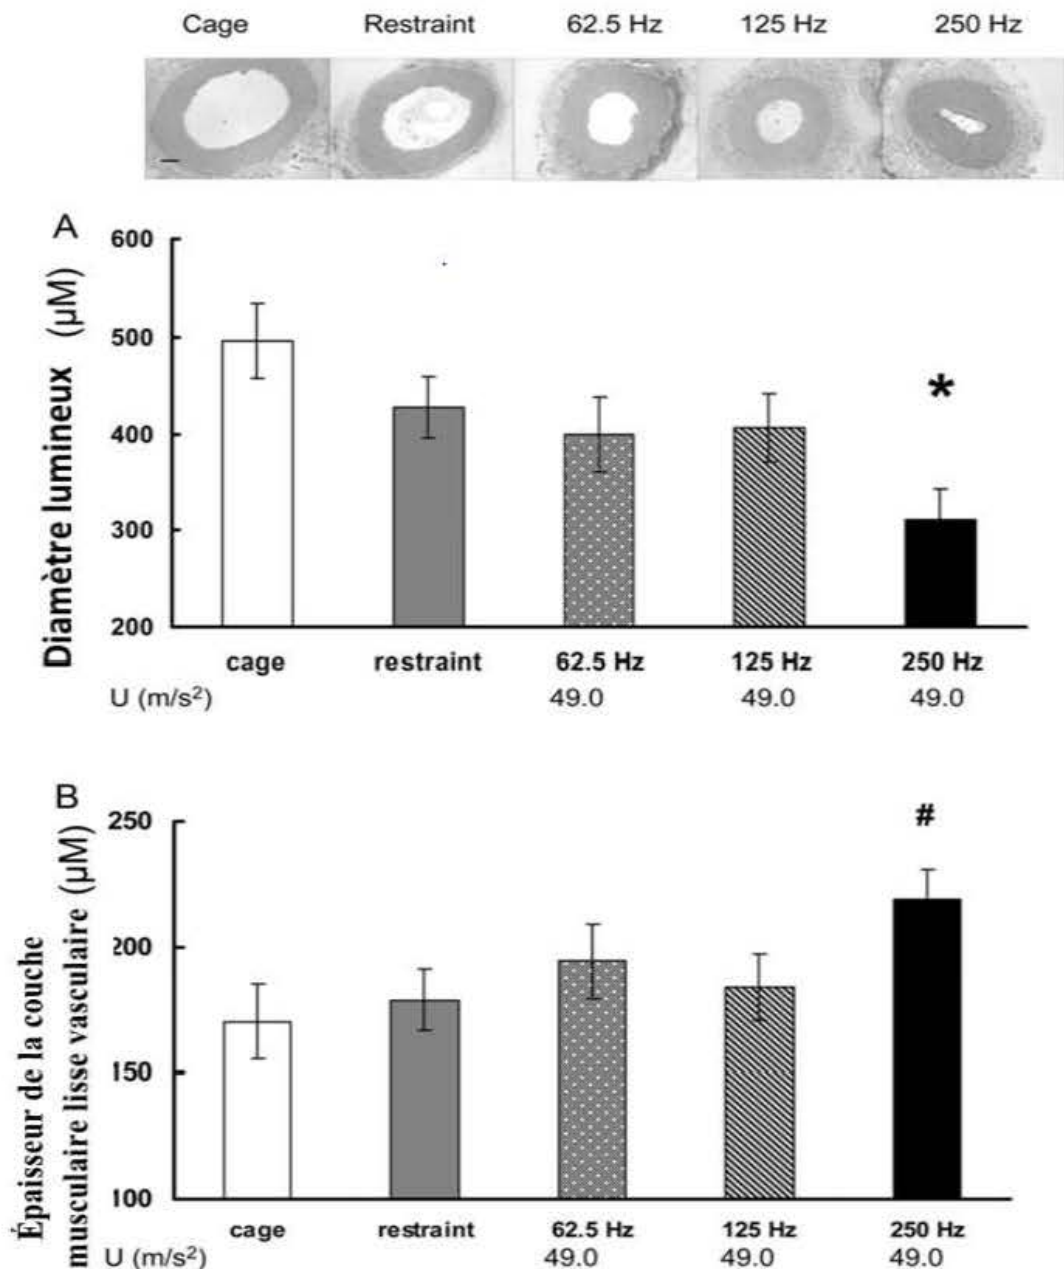 Cage Restraint 62.5 Hz 125 Hz 250 Hz
A
Diamètre lumineux (µM)
600
500
400
300
200
*
cage restraint 62.5 Hz 125 Hz 250 Hz
U (m/s²) 49.0 49.0 49.0
B
Épaisseur de la couche
musculaire lisse vasculaire (µM)
250
200
150
100
#
cage restraint 62.5 Hz 125 Hz 250 Hz
U (m/s²) 49.0 49.0 49.0